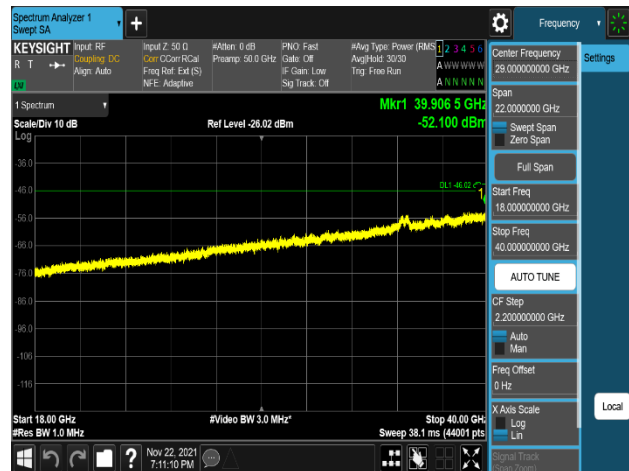 Spectrum Analyzer 1
Swept SA
Frequency
KEYSIGHT
R T
LXI
Input: RF
Coupling: DC
Align: Auto
Input Z: 50 Ω
Corr CCorr RCal
Freq Ref: Ext (S)
NFE: Adaptive
#Atten: 0 dB
Preamp: 50.0 GHz
PNO: Fast
Gate: Off
IF Gain: Low
Sig Track: Off
#Avg Type: Power (RMS
Avg|Hold: 30/30
Trig: Free Run
1 2 3 4 5 6
A W W W W W
A N N N N N
1 Spectrum
Scale/Div 10 dB
Log
Ref Level -26.02 dBm
Mkr1 39.906 5 GHz
-52.100 dBm
DL1 -46.02
1
-36.0
-46.0
-56.0
-66.0
-76.0
-86.0
-96.0
-106
-116
Start 18.00 GHz
#Res BW 1.0 MHz
#Video BW 3.0 MHz*
Stop 40.00 GHz
Sweep 38.1 ms (44001 pts
Center Frequency
29.000000000 GHz
Settings
Span
22.0000000 GHz
Swept Span
Zero Span
Full Span
Start Freq
18.000000000 GHz
Stop Freq
40.000000000 GHz
AUTO TUNE
CF Step
2.200000000 GHz
Auto
Man
Freq Offset
0 Hz
X Axis Scale
Log
Lin
Local
Signal Track
(Span Zoom)
?
Nov 22, 2021
7:11:10 PM